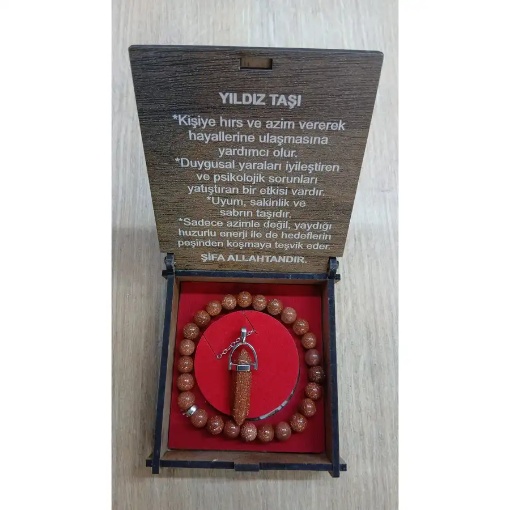 YILDIZ TAŞI
*Kişiye hırs ve azim vererek
hayallerine ulaşmasına
yardımcı olur.
*Duygusal yaraları iyileştiren
ve psikolojik sorunları
yatıştıran bir etkisi vardır.
*Uyum, sakinlik ve
sabrın taşıdır.
*Sadece azimle değil, yaydığı
huzurlu enerji ile de hedeflerin
peşinden koşmaya teşvik eder.
ŞİFA ALLAHTANDIR.